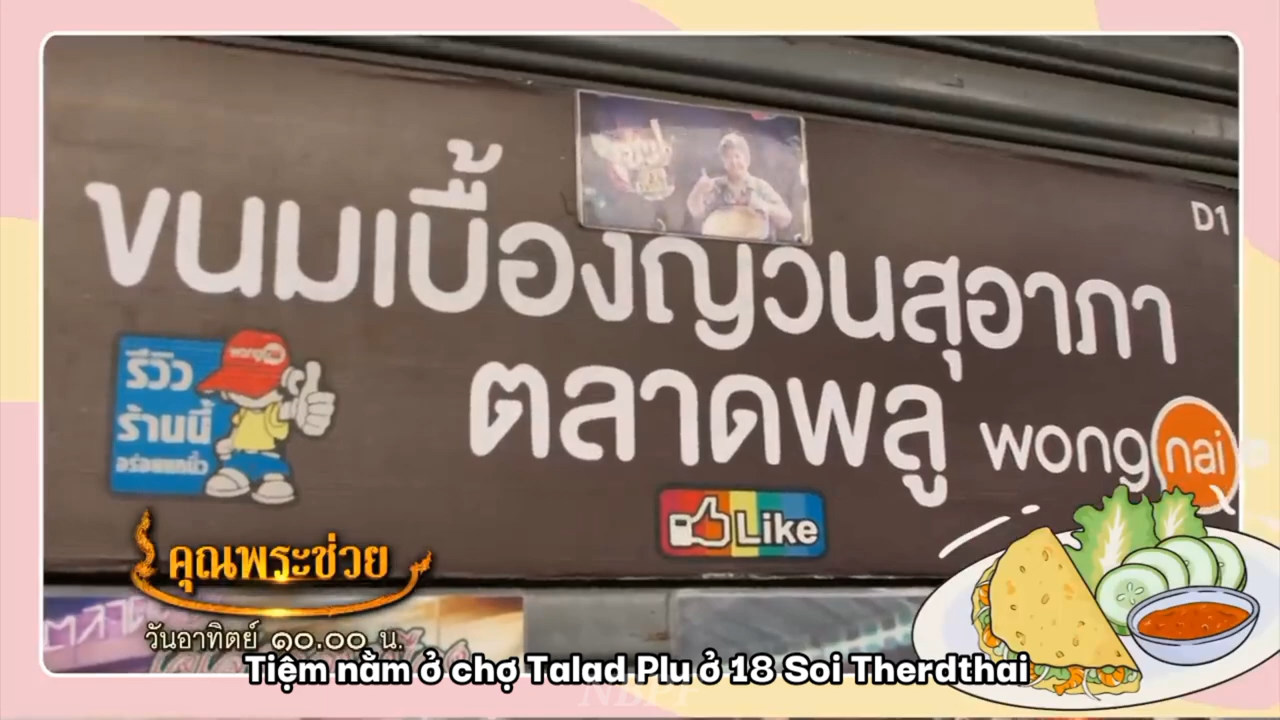 D1
ขนมเบื้องญวนสุอาภา
ตลาดพลู
wongnai
wongnai
รีวิว
ร้านนี้
Like
คุณพระช่วย
วันอาทิตย์ ๑๐.๐๐ น.
Tiệm nằm ở chợ Talad Plu ở 18 Soi Therdthai
NBPF